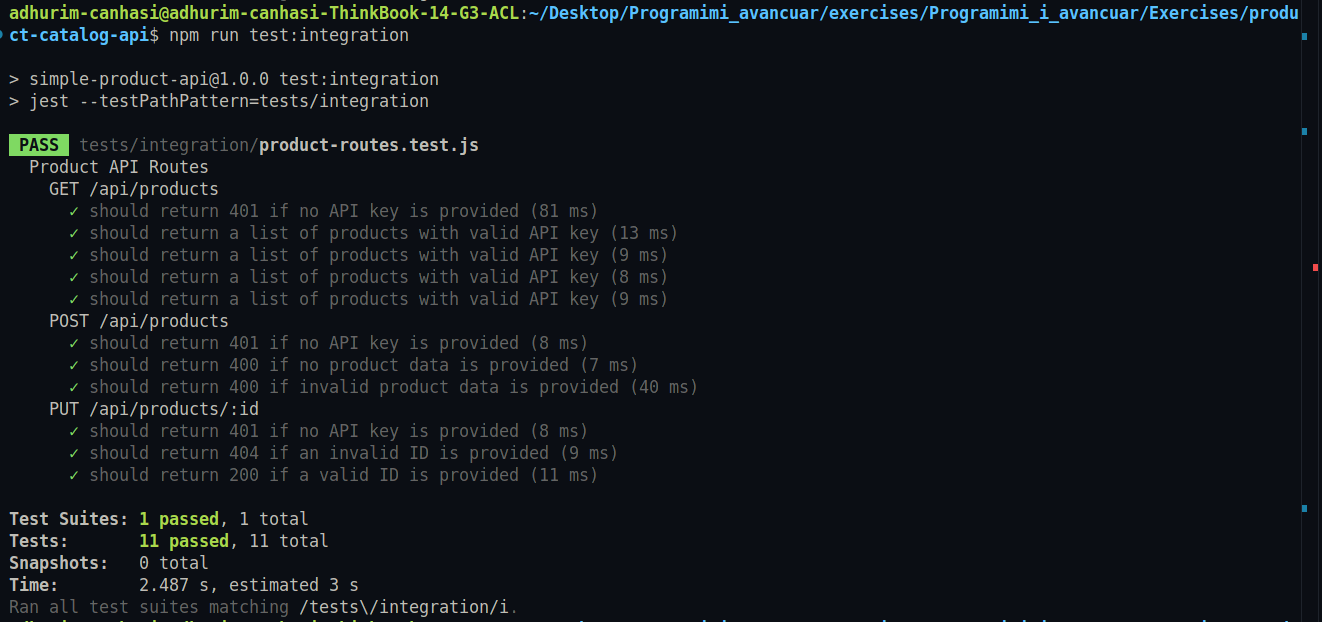 adhurim-canhasi@adhurim-canhasi-ThinkBook-14-G3-ACL:~/Desktop/Programimi_avancuar/exercises/Programimi_i_avancuar/Exercises/produ
ct-catalog-api$ npm run test:integration
> simple-product-api@1.0.0 test:integration
> jest --testPathPattern=tests/integration
PASS tests/integration/product-routes.test.js
Product API Routes
GET /api/products
✓ should return 401 if no API key is provided (81 ms)
✓ should return a list of products with valid API key (13 ms)
✓ should return a list of products with valid API key (9 ms)
✓ should return a list of products with valid API key (8 ms)
✓ should return a list of products with valid API key (9 ms)
POST /api/products
✓ should return 401 if no API key is provided (8 ms)
✓ should return 400 if no product data is provided (7 ms)
✓ should return 400 if invalid product data is provided (40 ms)
PUT /api/products/:id
✓ should return 401 if no API key is provided (8 ms)
✓ should return 404 if an invalid ID is provided (9 ms)
✓ should return 200 if a valid ID is provided (11 ms)
Test Suites: 1 passed, 1 total
Tests: 11 passed, 11 total
Snapshots: 0 total
Time: 2.487 s, estimated 3 s
Ran all test suites matching /tests\/integration/i.